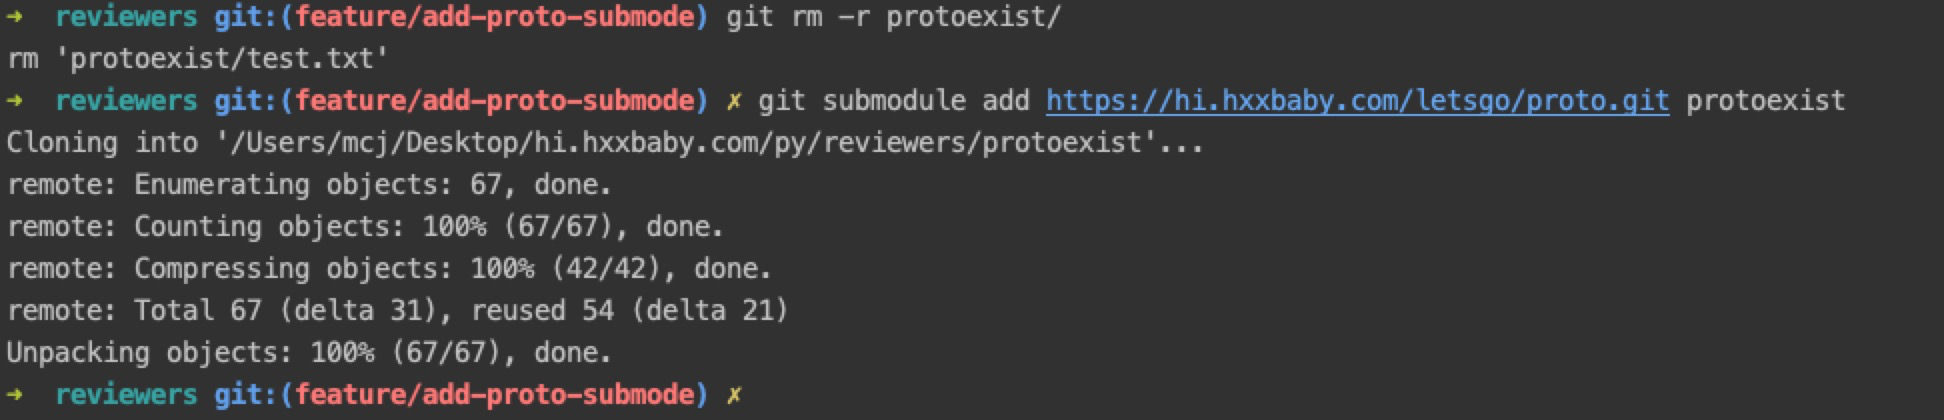 ➜  reviewers git:(feature/add-proto-submode) git rm -r protoexist/
rm 'protoexist/test.txt'
➜  reviewers git:(feature/add-proto-submode) ✗ git submodule add https://hi.hxxbaby.com/letsgo/proto.git protoexist
Cloning into '/Users/mcj/Desktop/hi.hxxbaby.com/py/reviewers/protoexist'...
remote: Enumerating objects: 67, done.
remote: Counting objects: 100% (67/67), done.
remote: Compressing objects: 100% (42/42), done.
remote: Total 67 (delta 31), reused 54 (delta 21)
Unpacking objects: 100% (67/67), done.
➜  reviewers git:(feature/add-proto-submode) ✗